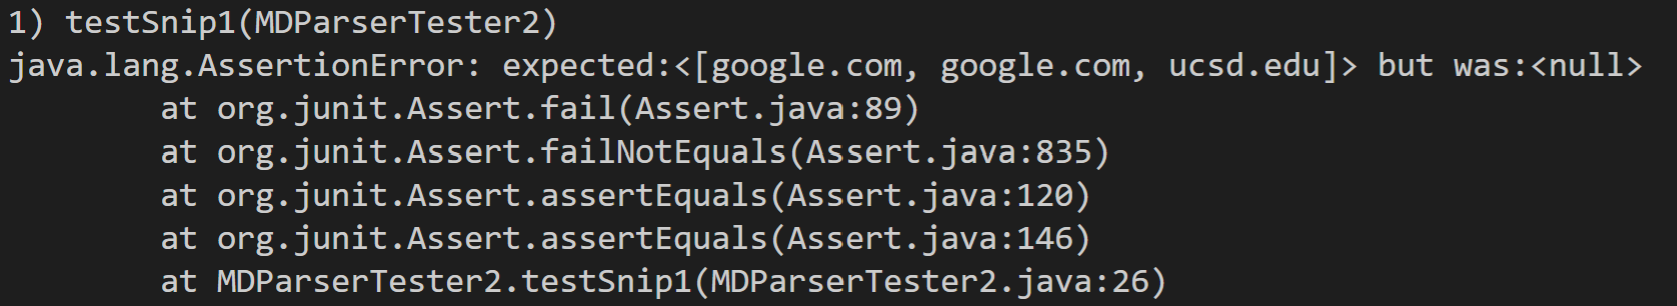 1) testSnip1(MDParserTester2)
java.lang.AssertionError: expected:<[google.com, google.com, ucsd.edu]> but was:<null>
at org.junit.Assert.fail(Assert.java:89)
at org.junit.Assert.failNotEquals(Assert.java:835)
at org.junit.Assert.assertEquals(Assert.java:120)
at org.junit.Assert.assertEquals(Assert.java:146)
at MDParserTester2.testSnip1(MDParserTester2.java:26)